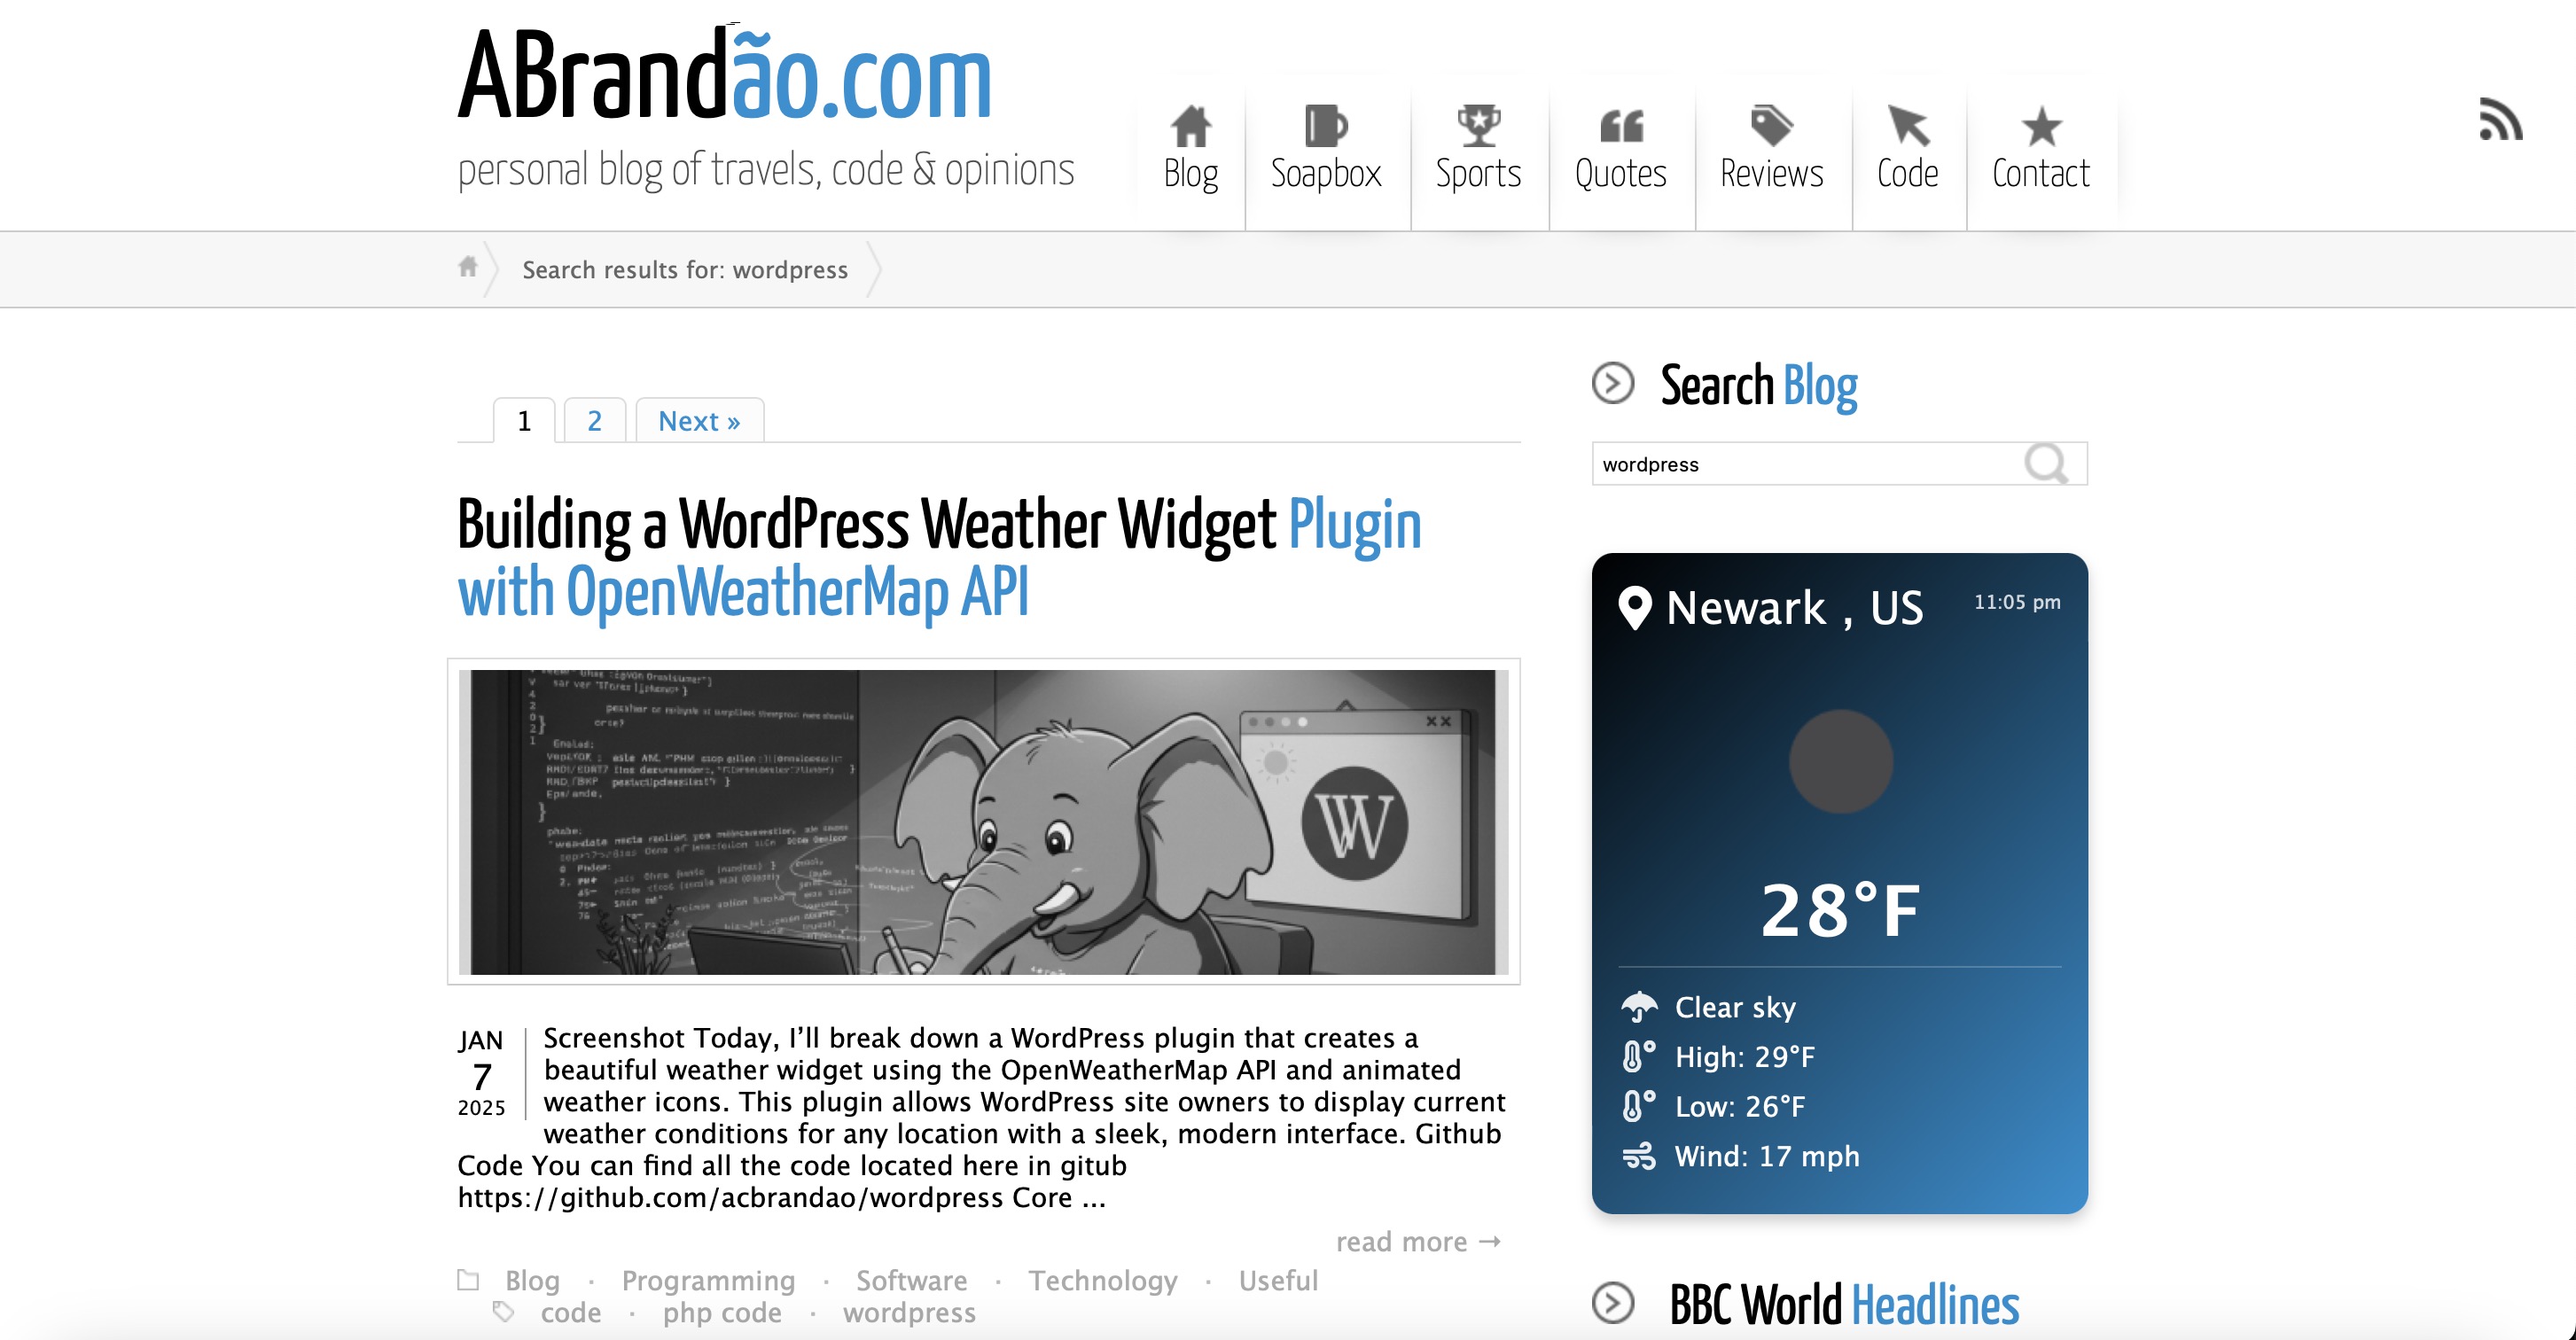 ABrandão.com
personal blog of travels, code & opinions
Blog
Soapbox
Sports
Quotes
Reviews
Code
Contact
Search results for: wordpress
1
2
Next »
Building a WordPress Weather Widget Plugin
with OpenWeatherMap API
JAN
7
2025
Screenshot Today, I’ll break down a WordPress plugin that creates a
beautiful weather widget using the OpenWeatherMap API and animated
weather icons. This plugin allows WordPress site owners to display current
weather conditions for any location with a sleek, modern interface. Github
Code You can find all the code located here in gitub
https://github.com/acbrandao/wordpress Core ...
read more →
Blog · Programming · Software · Technology · Useful
code · php code · wordpress
Search Blog
wordpress
Newark , US
11:05 pm
28°F
Clear sky
High: 29°F
Low: 26°F
Wind: 17 mph
BBC World Headlines